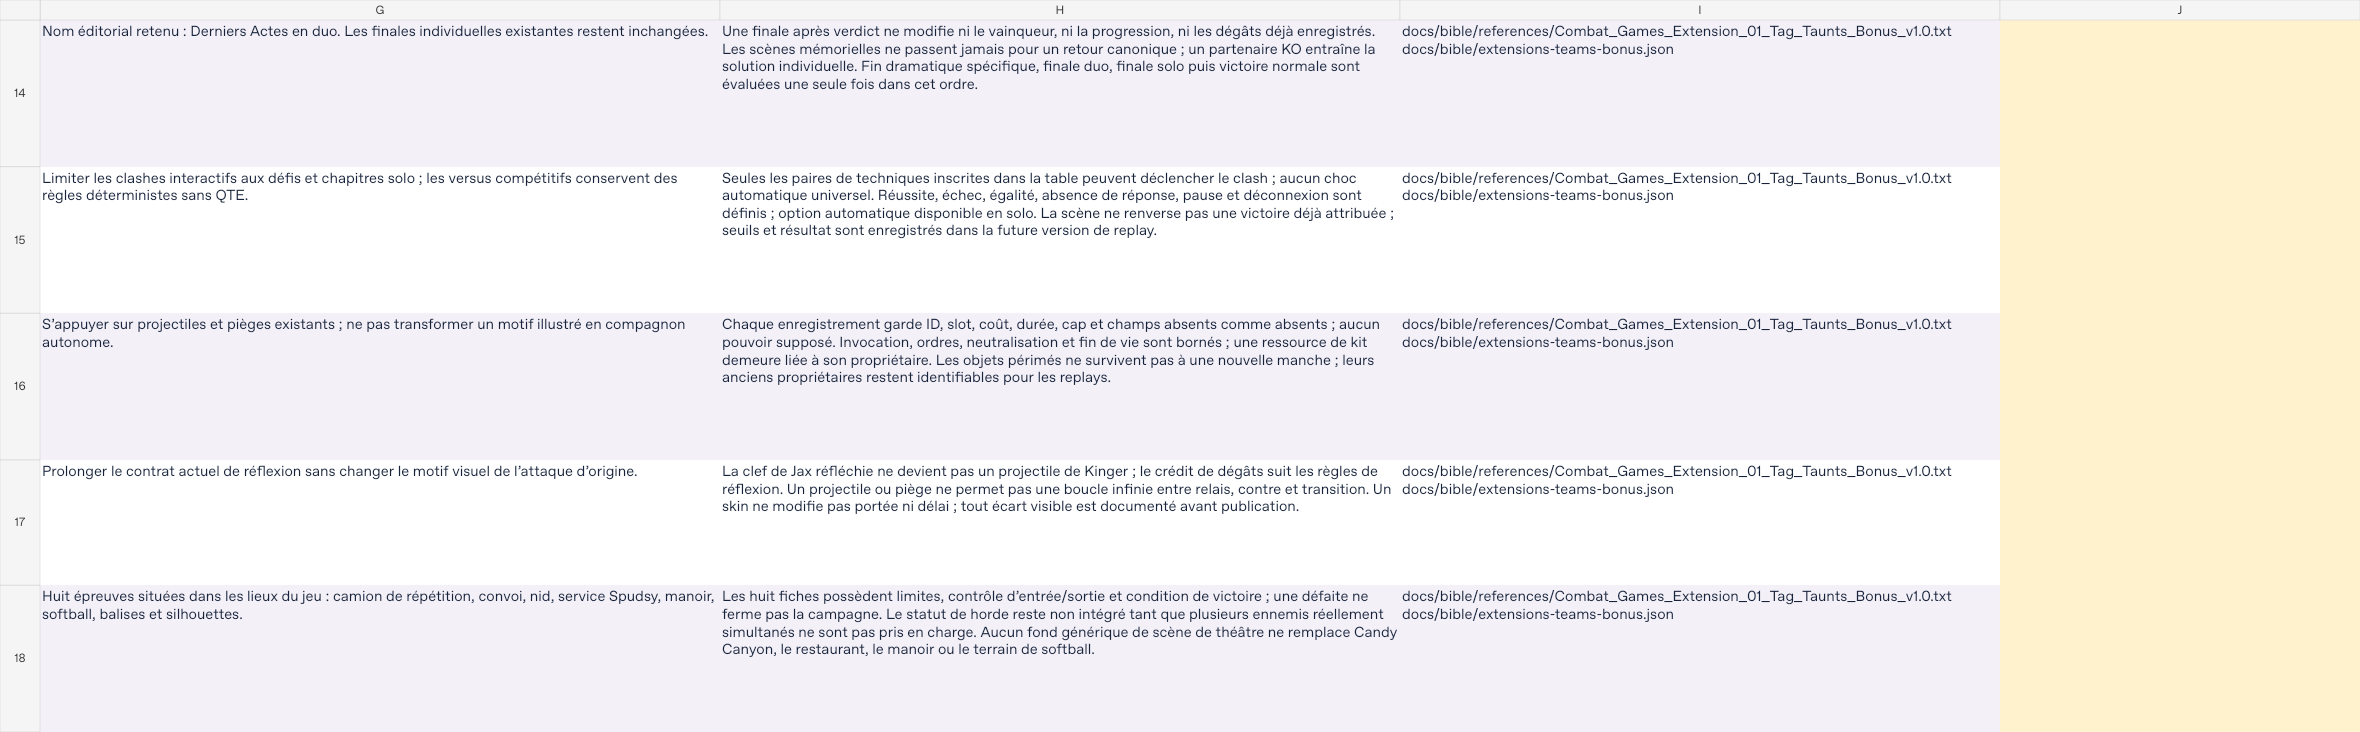 G
H
I
J
14
Nom éditorial retenu : Derniers Actes en duo. Les finales individuelles existantes restent inchangées.
Une finale après verdict ne modifie ni le vainqueur, ni la progression, ni les dégâts déjà enregistrés.
Les scènes mémorielles ne passent jamais pour un retour canonique ; un partenaire KO entraîne la
solution individuelle. Fin dramatique spécifique, finale duo, finale solo puis victoire normale sont
évaluées une seule fois dans cet ordre.
docs/bible/references/Combat_Games_Extension_01_Tag_Taunts_Bonus_v1.0.txt
docs/bible/extensions-teams-bonus.json
15
Limiter les clashes interactifs aux défis et chapitres solo ; les versus compétitifs conservent des
règles déterministes sans QTE.
Seules les paires de techniques inscrites dans la table peuvent déclencher le clash ; aucun choc
automatique universel. Réussite, échec, égalité, absence de réponse, pause et déconnexion sont
définis ; option automatique disponible en solo. La scène ne renverse pas une victoire déjà attribuée ;
seuils et résultat sont enregistrés dans la future version de replay.
docs/bible/references/Combat_Games_Extension_01_Tag_Taunts_Bonus_v1.0.txt
docs/bible/extensions-teams-bonus.json
16
S’appuyer sur projectiles et pièges existants ; ne pas transformer un motif illustré en compagnon
autonome.
Chaque enregistrement garde ID, slot, coût, durée, cap et champs absents comme absents ; aucun
pouvoir supposé. Invocation, ordres, neutralisation et fin de vie sont bornés ; une ressource de kit
demeure liée à son propriétaire. Les objets périmés ne survivent pas à une nouvelle manche ; leurs
anciens propriétaires restent identifiables pour les replays.
docs/bible/references/Combat_Games_Extension_01_Tag_Taunts_Bonus_v1.0.txt
docs/bible/extensions-teams-bonus.json
17
Prolonger le contrat actuel de réflexion sans changer le motif visuel de l’attaque d’origine.
La clef de Jax réfléchie ne devient pas un projectile de Kinger ; le crédit de dégâts suit les règles de
réflexion. Un projectile ou piège ne permet pas une boucle infinie entre relais, contre et transition. Un
skin ne modifie pas portée ni délai ; tout écart visible est documenté avant publication.
docs/bible/references/Combat_Games_Extension_01_Tag_Taunts_Bonus_v1.0.txt
docs/bible/extensions-teams-bonus.json
18
Huit épreuves situées dans les lieux du jeu : camion de répétition, convoi, nid, service Spudsy, manoir,
softball, balises et silhouettes.
Les huit fiches possèdent limites, contrôle d’entrée/sortie et condition de victoire ; une défaite ne
ferme pas la campagne. Le statut de horde reste non intégré tant que plusieurs ennemis réellement
simultanés ne sont pas pris en charge. Aucun fond générique de scène de théâtre ne remplace Candy
Canyon, le restaurant, le manoir ou le terrain de softball.
docs/bible/references/Combat_Games_Extension_01_Tag_Taunts_Bonus_v1.0.txt
docs/bible/extensions-teams-bonus.json